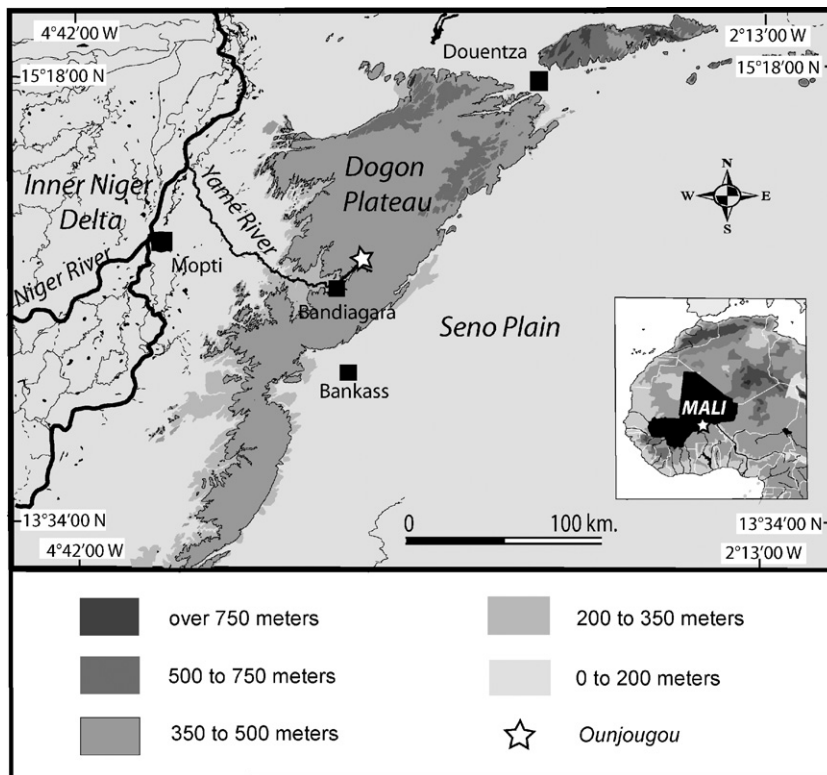 4°42′00 W
2°13′00 W
Douentza
15°18′00 N
15°18′00 N
Dogon
Plateau
Inner Niger
Delta
Yamé River
N
W
E
S
Niger River
Mopti
Bandiagara
Seno Plain
Bankass
MALI
13°34′00 N
0
100 km.
13°34′00 N
4°42′00 W
2°13′00 W
over 750 meters
200 to 350 meters
500 to 750 meters
0 to 200 meters
350 to 500 meters
Ounjougou